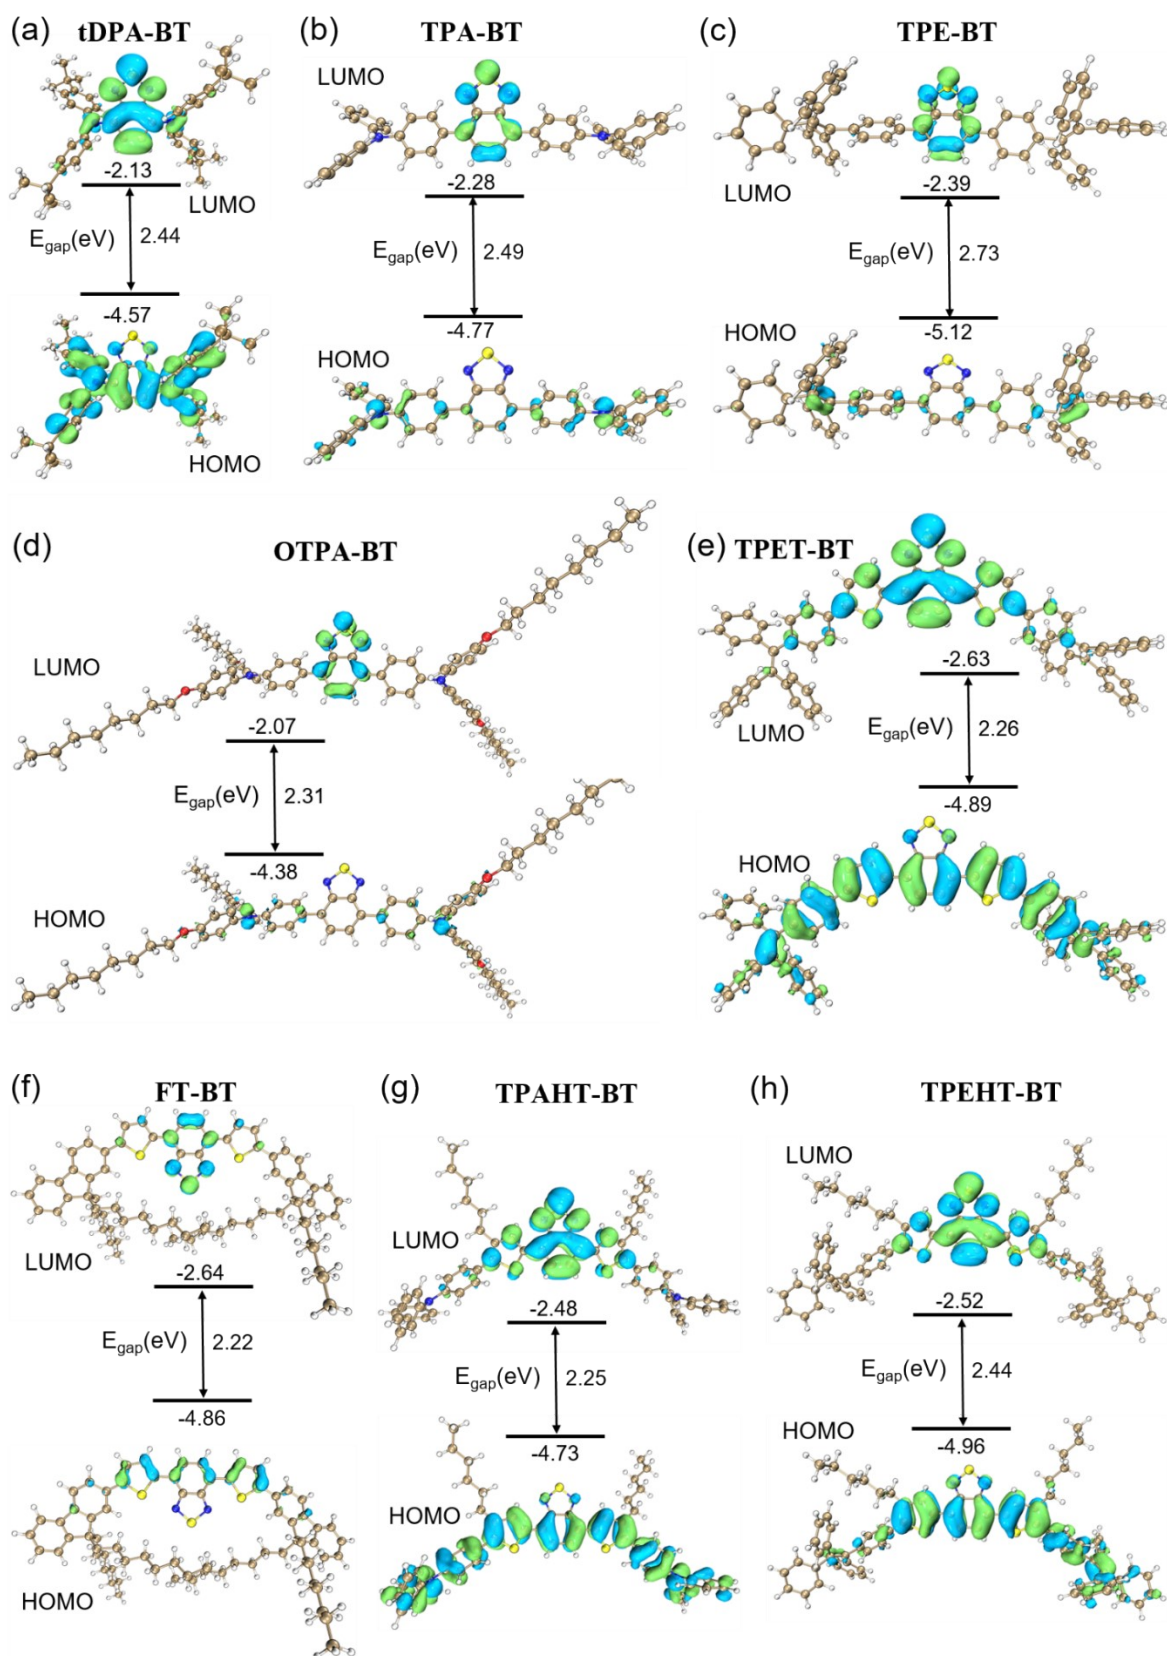 (a) tDPA-BT
-2.13
LUMO
Egap(eV) 2.44
-4.57
HOMO
(b) TPA-BT
LUMO
-2.28
Egap(eV) 2.49
-4.77
HOMO
(c) TPE-BT
-2.39
LUMO
Egap(eV) 2.73
HOMO
-5.12
(d) OTPA-BT
LUMO
-2.07
Egap(eV) 2.31
-4.38
HOMO
(e) TPET-BT
-2.63
LUMO
Egap(eV) 2.26
-4.89
HOMO
(f) FT-BT
LUMO
-2.64
Egap(eV) 2.22
-4.86
HOMO
(g) TPAHT-BT
LUMO
-2.48
Egap(eV) 2.25
-4.73
HOMO
(h) TPEHT-BT
LUMO
-2.52
Egap(eV) 2.44
HOMO
-4.96